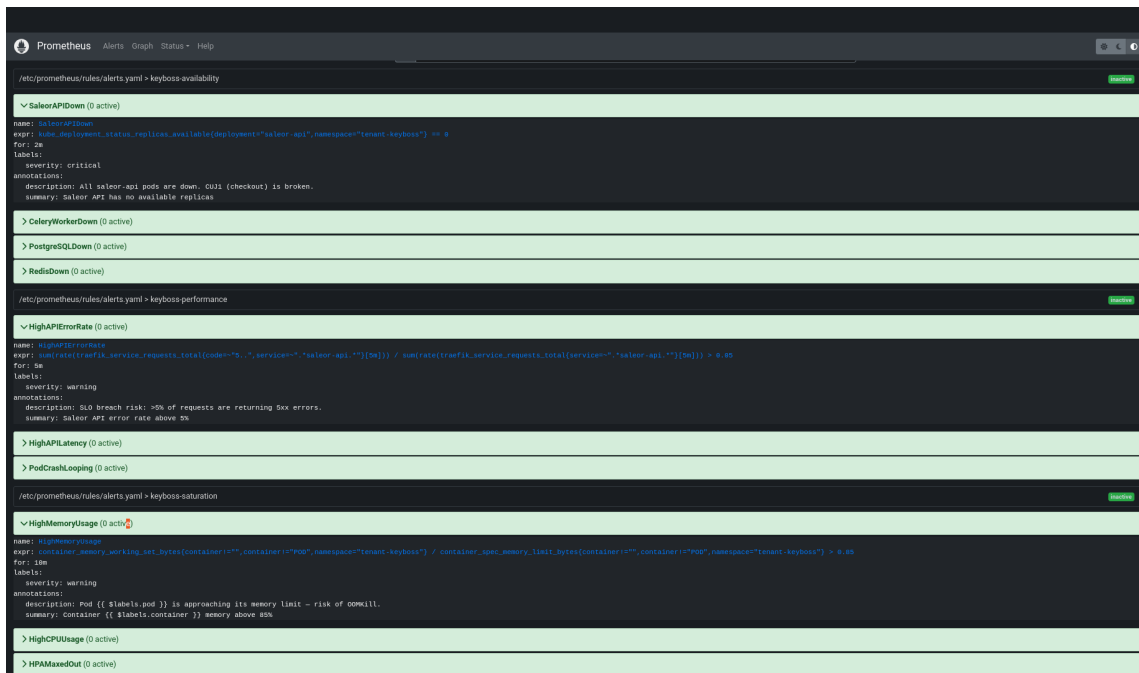 Prometheus Alerts Graph Status Help
/etc/prometheus/rules/alerts.yaml > keyboss-availability inactive
SaleorAPIDown (0 active)
name: SaleorAPIDown
expr: kube_deployment_status_replicas_available{deployment="saleor-api",namespace="tenant-keyboss"} == 0
for: 2m
labels:
severity: critical
annotations:
description: All saleor-api pods are down. CUJ1 (checkout) is broken.
summary: Saleor API has no available replicas
CeleryWorkerDown (0 active)
PostgreSQLDown (0 active)
RedisDown (0 active)
/etc/prometheus/rules/alerts.yaml > keyboss-performance inactive
HighAPIErrorRate (0 active)
name: HighAPIErrorRate
expr: sum(rate(traefik_service_requests_total{code=~"5..",service=~".*saleor-api.*"}[5m])) / sum(rate(traefik_service_requests_total{service=~".*saleor-api.*"}[5m])) > 0.05
for: 5m
labels:
severity: warning
annotations:
description: SLO breach risk: >5% of requests are returning 5xx errors.
summary: Saleor API error rate above 5%
HighAPILatency (0 active)
PodCrashLooping (0 active)
/etc/prometheus/rules/alerts.yaml > keyboss-saturation inactive
HighMemoryUsage (0 active)
name: HighMemoryUsage
expr: container_memory_working_set_bytes{container!="",container!="POD",namespace="tenant-keyboss"} / container_spec_memory_limit_bytes{container!="",container!="POD",namespace="tenant-keyboss"} > 0.85
for: 10m
labels:
severity: warning
annotations:
description: Pod {{ $labels.pod }} is approaching its memory limit — risk of OOMKill.
summary: Container {{ $labels.container }} memory above 85%
HighCPUUsage (0 active)
HPAMaxedOut (0 active)